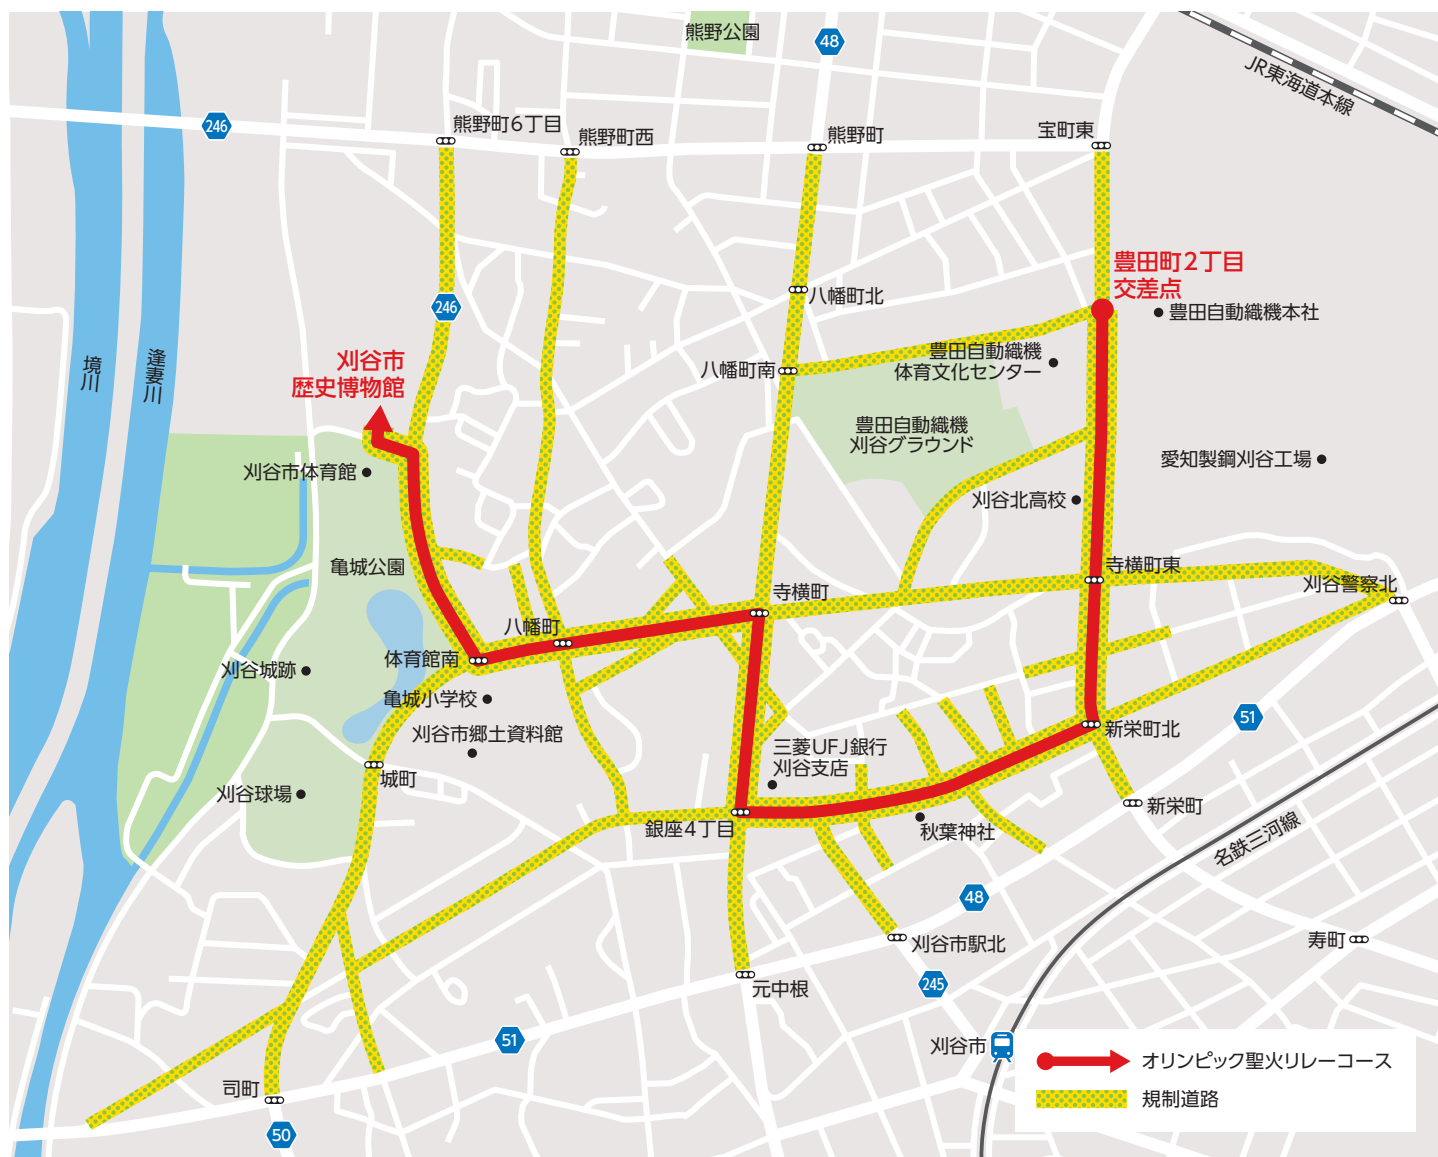 熊野公園
48
JR東海道本線
246
熊野町6丁目
熊野町西
熊野町
宝町東
豊田町2丁目
交差点
豊田自動織機本社
246
八幡町北
境川
逢妻川
刈谷市
歴史博物館
八幡町南
豊田自動織機
体育文化センター
豊田自動織機
刈谷グラウンド
刈谷市体育館
愛知製鋼刈谷工場
刈谷北高校
亀城公園
寺横町東
刈谷警察北
寺横町
八幡町
体育館南
刈谷城跡
亀城小学校
刈谷市郷土資料館
51
新栄町北
三菱UFJ銀行
刈谷支店
城町
刈谷球場
新栄町
銀座4丁目
秋葉神社
名鉄三河線
48
刈谷市駅北
寿町
元中根
245
51
刈谷市
オリンピック聖火リレーコース
司町
規制道路
50